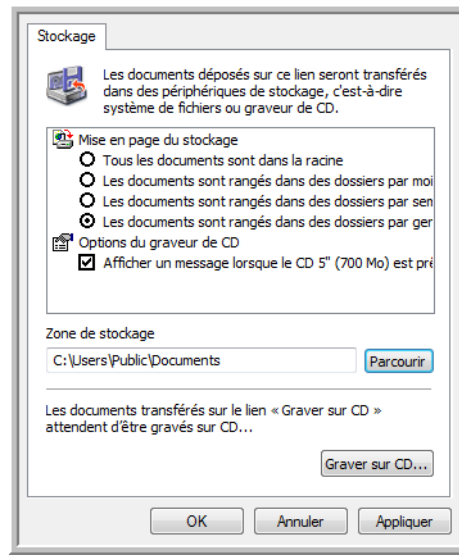 Stockage
Les documents déposés sur ce lien seront transférés
dans des périphériques de stockage, c'est-à-dire
système de fichiers ou graveur de CD.
Mise en page du stockage
Tous les documents sont dans la racine
Les documents sont rangés dans des dossiers par moi
Les documents sont rangés dans des dossiers par sem
Les documents sont rangés dans des dossiers par ger
Options du graveur de CD
Afficher un message lorsque le CD 5" (700 Mo) est pré
Zone de stockage
C:\Users\Public\Documents
Parcourir
Les documents transférés sur le lien « Graver sur CD »
attendent d'être gravés sur CD...
Graver sur CD...
OK
Annuler
Appliquer